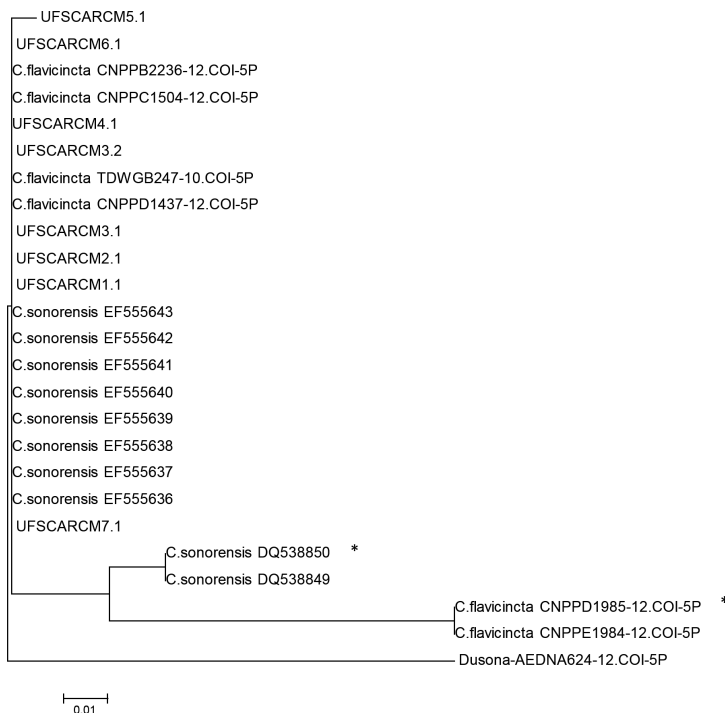 UFSCARCM5.1
UFSCARCM6.1
C.flavicincta CNPPB2236-12.COI-5P
C.flavicincta CNPPC1504-12.COI-5P
UFSCARCM4.1
UFSCARCM3.2
C.flavicincta TDWGB247-10.COI-5P
C.flavicincta CNPPD1437-12.COI-5P
UFSCARCM3.1
UFSCARCM2.1
UFSCARCM1.1
C.sonorensis EF555643
C.sonorensis EF555642
C.sonorensis EF555641
C.sonorensis EF555640
C.sonorensis EF555639
C.sonorensis EF555638
C.sonorensis EF555637
C.sonorensis EF555636
UFSCARCM7.1
C.sonorensis DQ538850 *
C.sonorensis DQ538849
C.flavicincta CNPPD1985-12.COI-5P *
C.flavicincta CNPPE1984-12.COI-5P
Dusona-AEDNA624-12.COI-5P
0.01